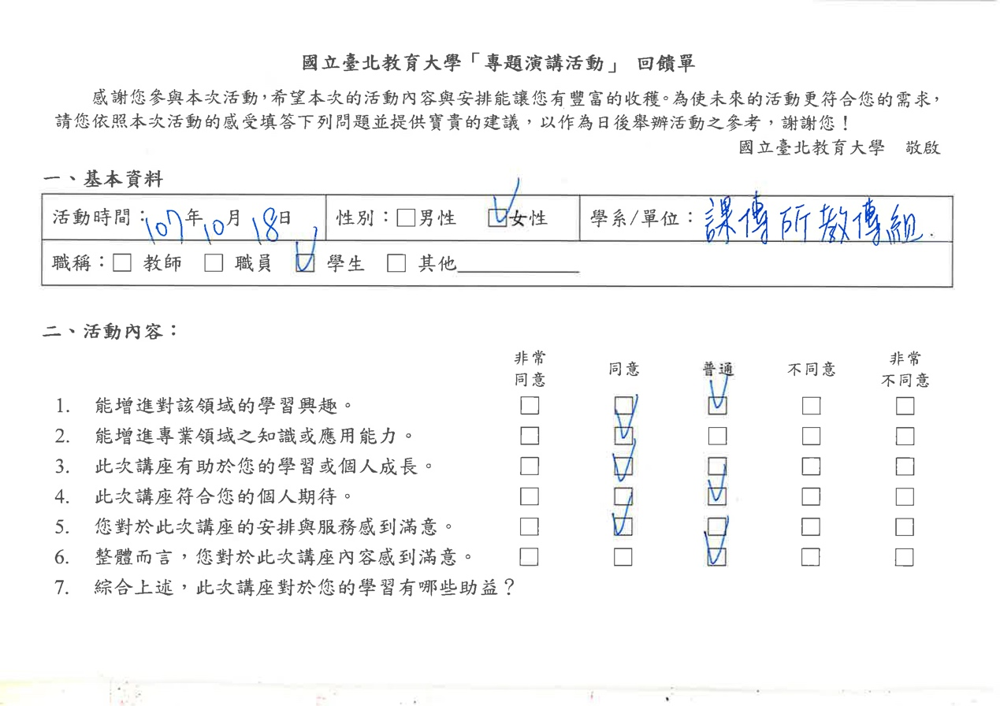 國立臺北教育大學「專題演講活動」 回饋單
感謝您參與本次活動，希望本次的活動內容與安排能讓您有豐富的收穫。為使未來的活動更符合您的需求，
請您依照本次活動的感受填答下列問題並提供寶貴的建議，以作為日後舉辦活動之參考，謝謝您！
國立臺北教育大學 敬啟
一、基本資料
活動時間：107年10月18日 性別：□男性 ☑女性 學系/單位：課傳所教傳組.
職稱：□ 教師 □ 職員 ☑ 學生 □ 其他__________
二、活動內容：
非常同意 同意 普通 不同意 非常不同意
1. 能增進對該領域的學習興趣。 □ □ ☑ □ □
2. 能增進專業領域之知識或應用能力。 □ ☑ □ □ □
3. 此次講座有助於您的學習或個人成長。 □ ☑ □ □ □
4. 此次講座符合您的個人期待。 □ □ ☑ □ □
5. 您對於此次講座的安排與服務感到滿意。 □ ☑ □ □ □
6. 整體而言，您對於此次講座內容感到滿意。 □ □ ☑ □ □
7. 綜合上述，此次講座對於您的學習有哪些助益？